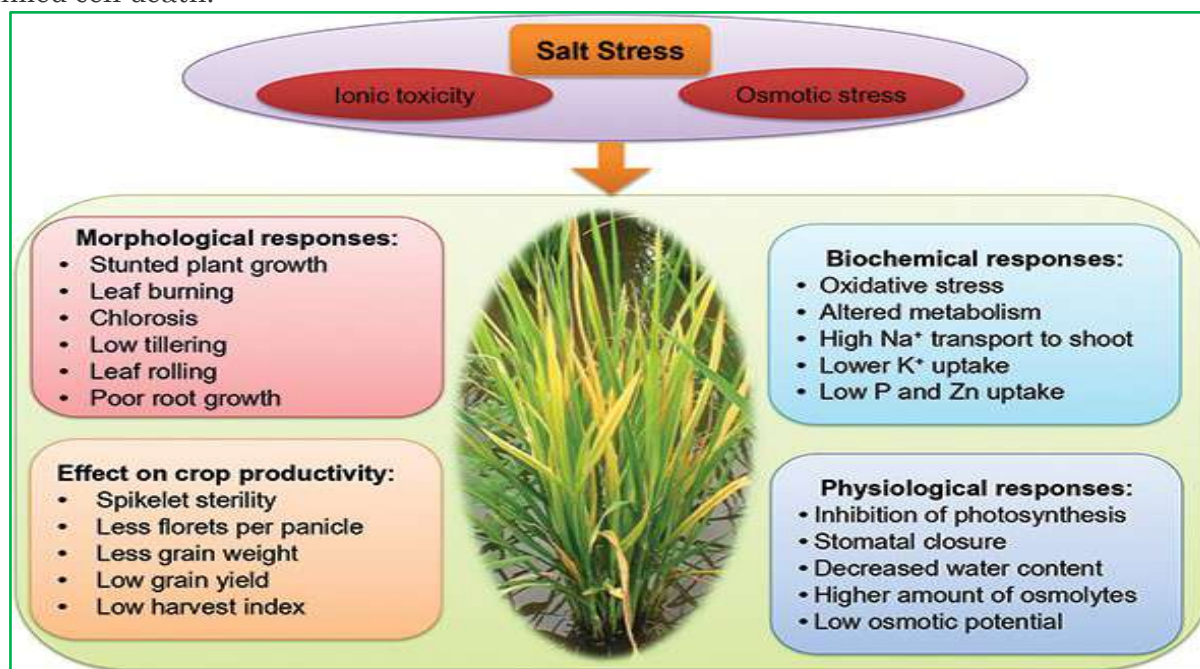 cell death.
Salt Stress
Ionic toxicity
Osmotic stress
Morphological responses:
• Stunted plant growth
• Leaf burning
• Chlorosis
• Low tillering
• Leaf rolling
• Poor root growth
Effect on crop productivity:
• Spikelet sterility
• Less florets per panicle
• Less grain weight
• Low grain yield
• Low harvest index
Biochemical responses:
• Oxidative stress
• Altered metabolism
• High Na⁺ transport to shoot
• Lower K⁺ uptake
• Low P and Zn uptake
Physiological responses:
• Inhibition of photosynthesis
• Stomatal closure
• Decreased water content
• Higher amount of osmolytes
• Low osmotic potential